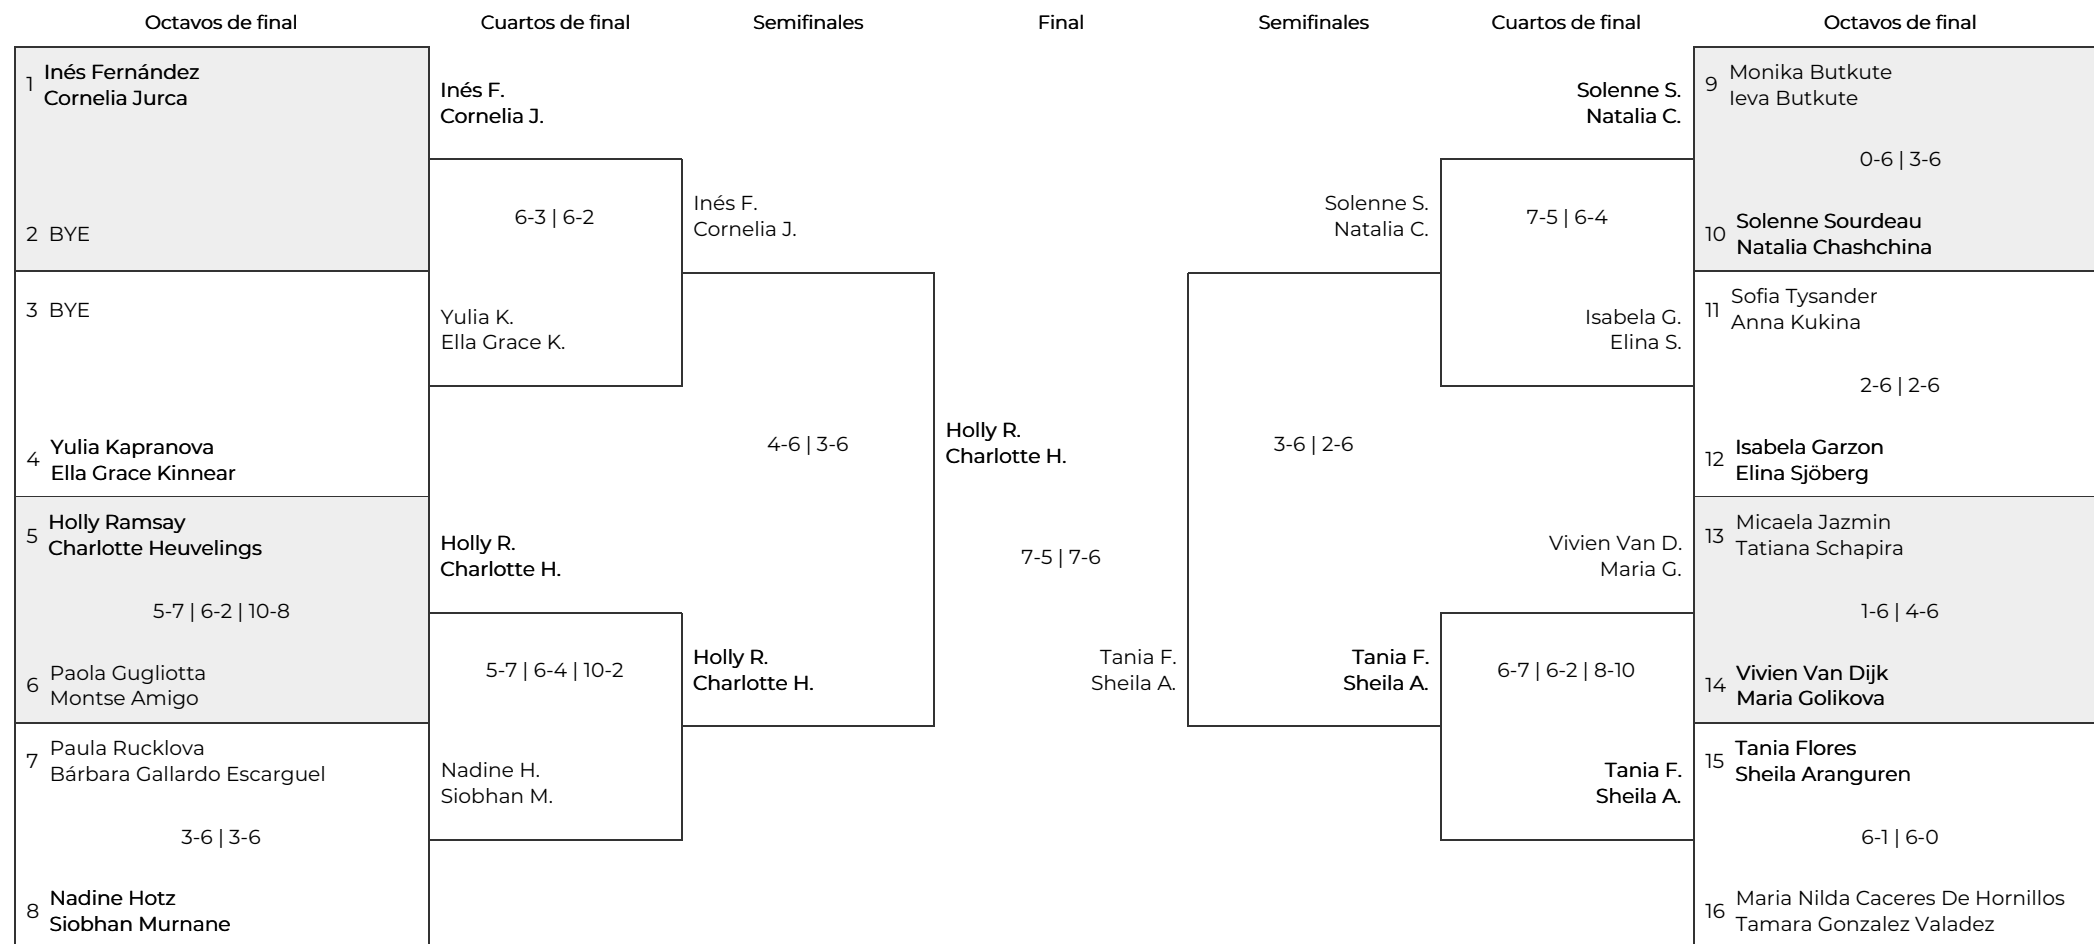 Octavos de final
Cuartos de final
Semifinales
Final
Semifinales
Cuartos de final
Octavos de final
1
Inés Fernández
Cornelia Jurca
2 BYE
3 BYE
4
Yulia Kapranova
Ella Grace Kinnear
5
Holly Ramsay
Charlotte Heuvelings
5-7 | 6-2 | 10-8
6
Paola Gugliotta
Montse Amigo
7
Paula Rucklova
Bárbara Gallardo Escarguel
3-6 | 3-6
8
Nadine Hotz
Siobhan Murnane
Inés F.
Cornelia J.
6-3 | 6-2
Yulia K.
Ella Grace K.
Holly R.
Charlotte H.
5-7 | 6-4 | 10-2
Nadine H.
Siobhan M.
Inés F.
Cornelia J.
4-6 | 3-6
Holly R.
Charlotte H.
Holly R.
Charlotte H.
7-5 | 7-6
Tania F.
Sheila A.
Solenne S.
Natalia C.
3-6 | 2-6
Tania F.
Sheila A.
Solenne S.
Natalia C.
7-5 | 6-4
Isabela G.
Elina S.
Vivien Van D.
Maria G.
6-7 | 6-2 | 8-10
Tania F.
Sheila A.
9
Monika Butkute
Ieva Butkute
0-6 | 3-6
10
Solenne Sourdeau
Natalia Chashchina
11
Sofia Tysander
Anna Kukina
2-6 | 2-6
12
Isabela Garzon
Elina Sjöberg
13
Micaela Jazmin
Tatiana Schapira
1-6 | 4-6
14
Vivien Van Dijk
Maria Golikova
15
Tania Flores
Sheila Aranguren
6-1 | 6-0
16
Maria Nilda Caceres De Hornillos
Tamara Gonzalez Valadez